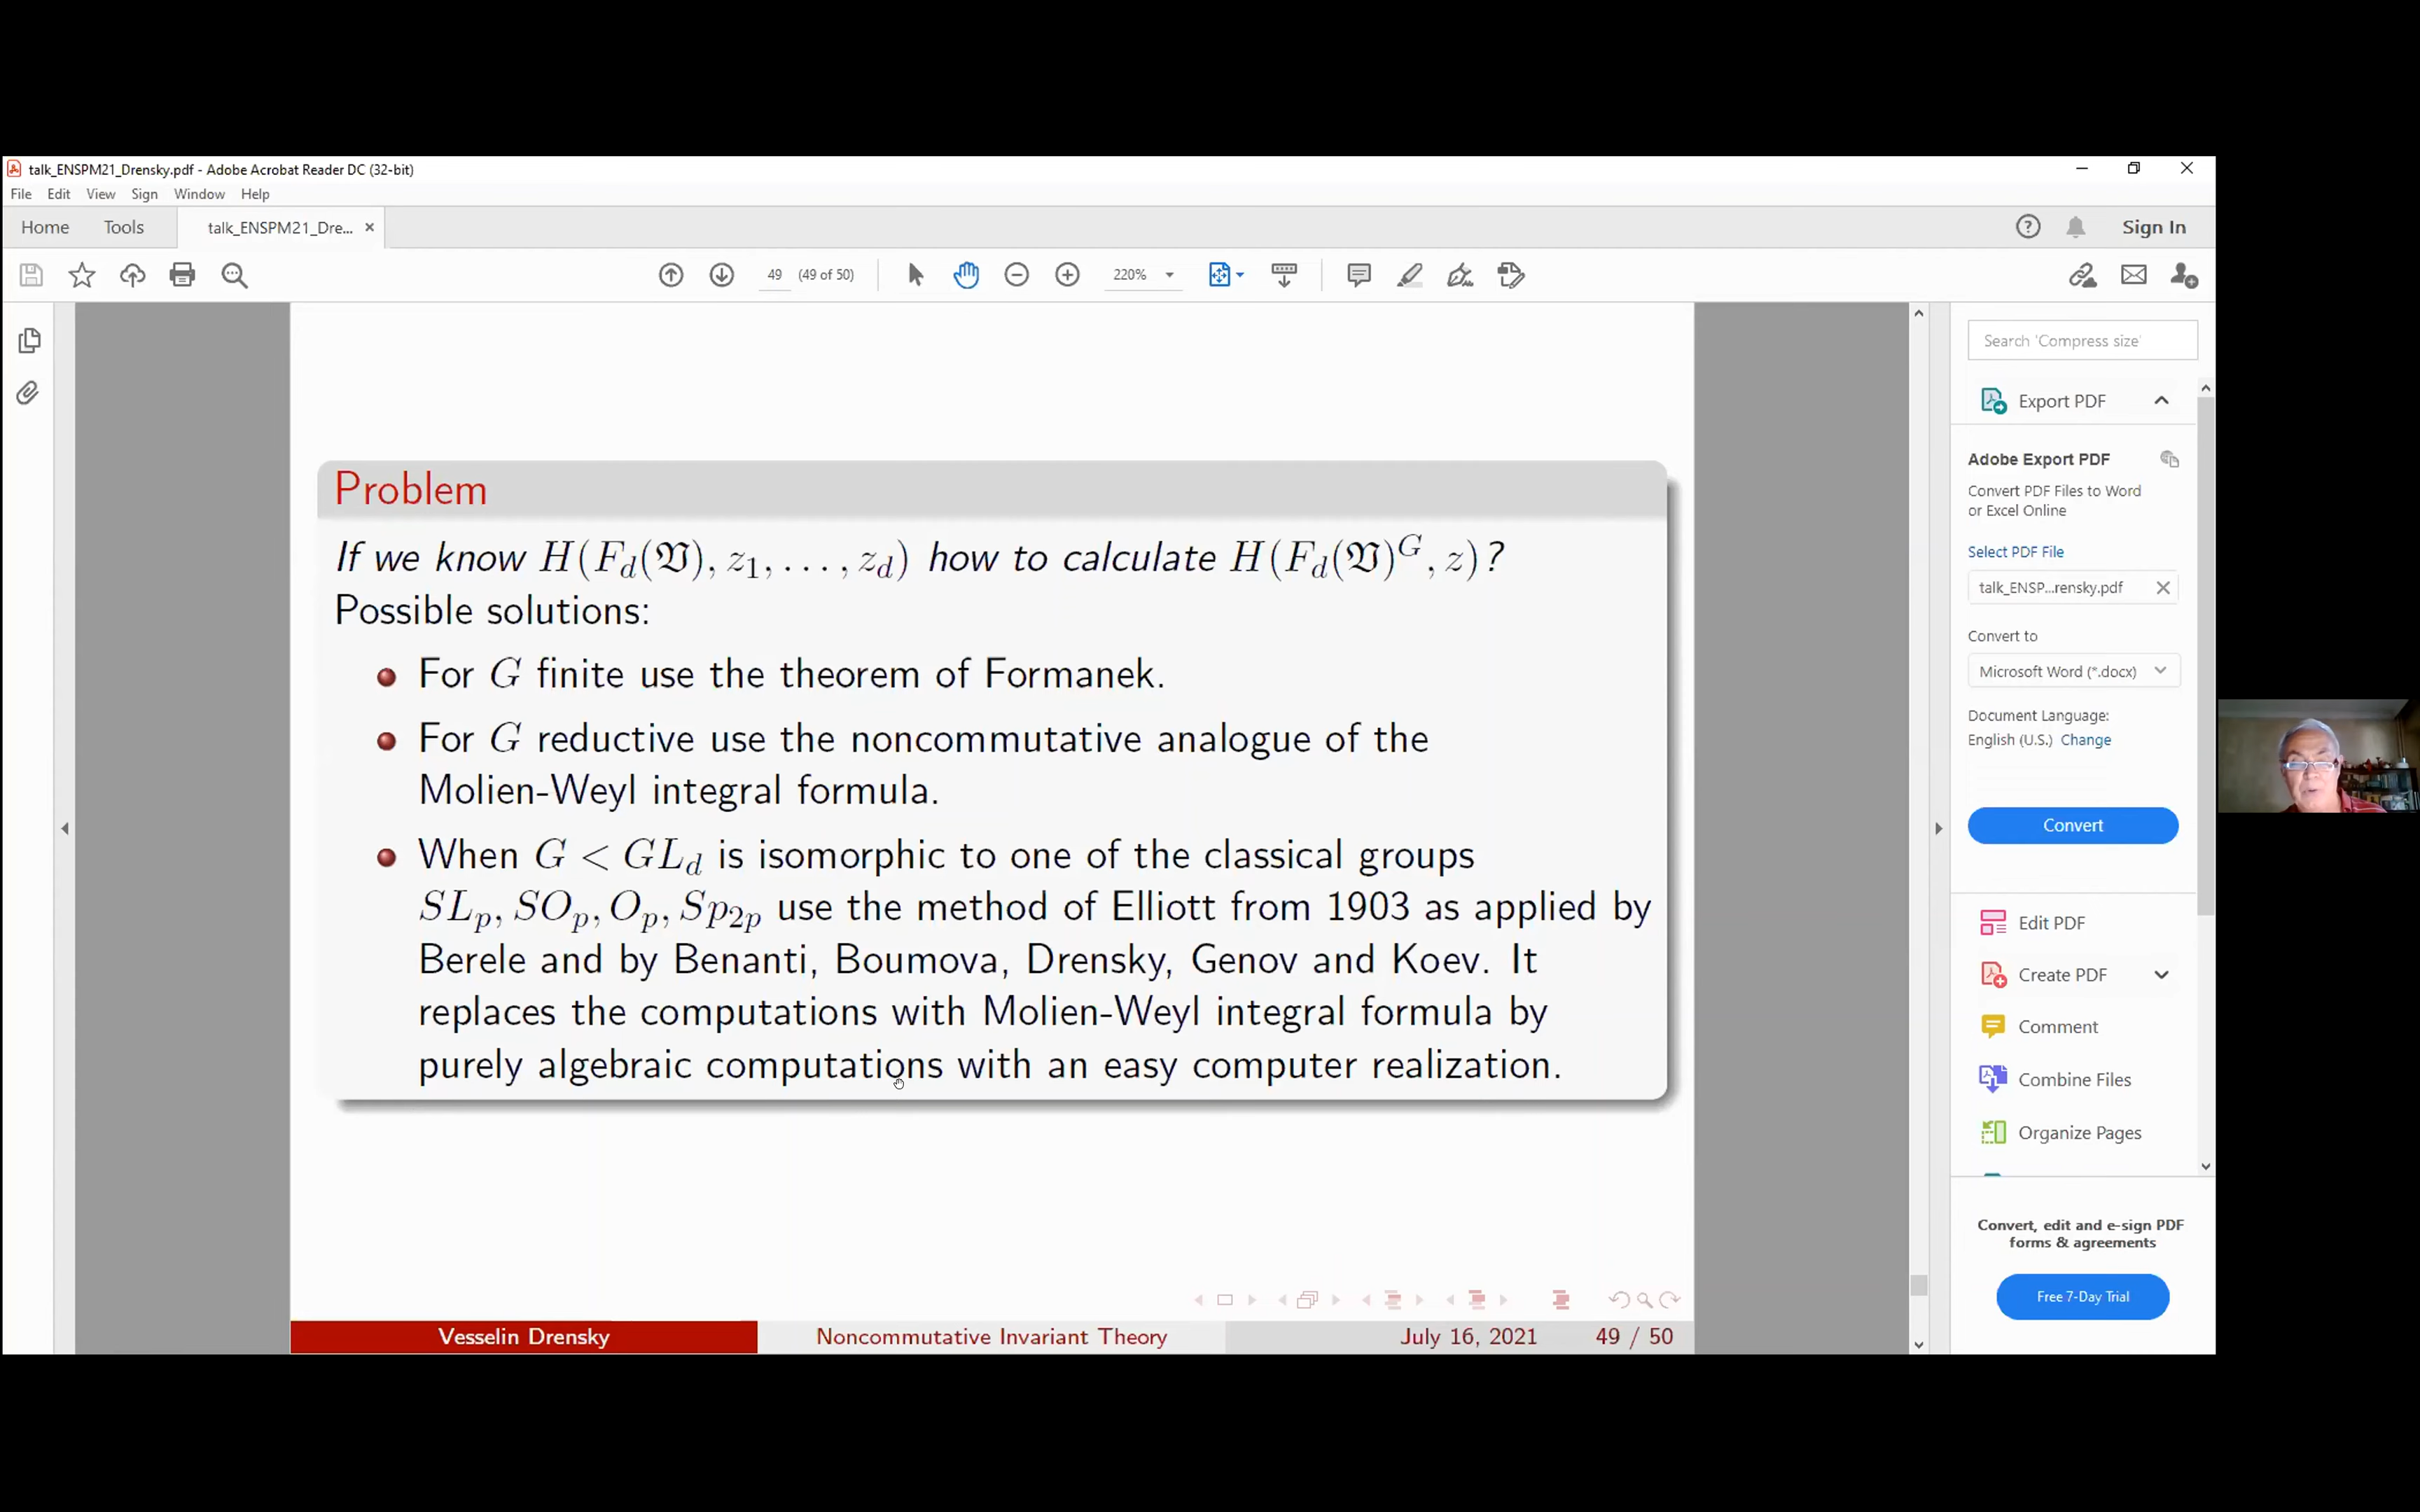 talk_ENSPM21_Drensky.pdf - Adobe Acrobat Reader DC (32-bit)
File Edit View Sign Window Help
Home Tools talk_ENSPM21_Dre... × Sign In
49 (49 of 50) 220%
Problem
If we know H(F_d(𝔙), z_1, . . . , z_d) how to calculate H(F_d(𝔙)^G, z)?
Possible solutions:
For G finite use the theorem of Formanek.
For G reductive use the noncommutative analogue of the
Molien-Weyl integral formula.
When G < GL_d is isomorphic to one of the classical groups
SL_p, SO_p, O_p, Sp_{2p} use the method of Elliott from 1903 as applied by
Berele and by Benanti, Boumova, Drensky, Genov and Koev. It
replaces the computations with Molien-Weyl integral formula by
purely algebraic computations with an easy computer realization.
Vesselin Drensky Noncommutative Invariant Theory July 16, 2021 49 / 50
Search 'Compress size'
Export PDF
Adobe Export PDF
Convert PDF Files to Word
or Excel Online
Select PDF File
talk_ENSP...rensky.pdf
Convert to
Microsoft Word (*.docx)
Document Language:
English (U.S.) Change
Convert
Edit PDF
Create PDF
Comment
Combine Files
Organize Pages
Convert, edit and e-sign PDF
forms & agreements
Free 7-Day Trial